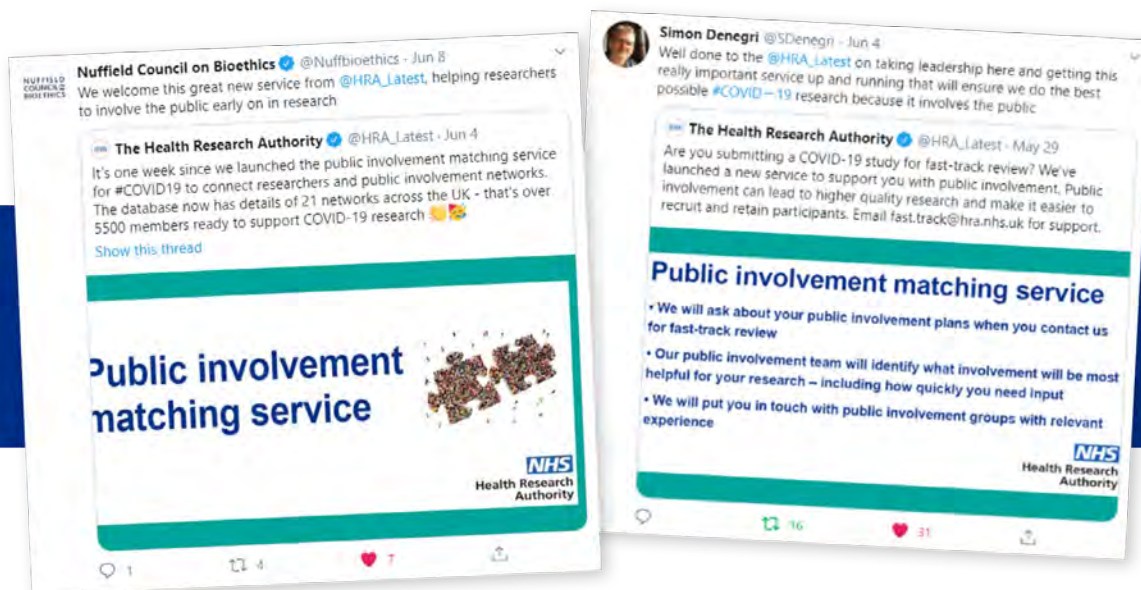 NUFFIELD
COUNCIL ON
BIOETHICS
Nuffield Council on Bioethics @Nuffbioethics · Jun 8
We welcome this great new service from @HRA_Latest, helping researchers
to involve the public early on in research
The Health Research Authority @HRA_Latest · Jun 4
It's one week since we launched the public involvement matching service
for #COVID19 to connect researchers and public involvement networks.
The database now has details of 21 networks across the UK - that's over
5500 members ready to support COVID-19 research 👏🥳
Show this thread
Public involvement
matching service
NHS
Health Research
Authority
1
4
7
Simon Denegri @SDenegri · Jun 4
Well done to the @HRA_Latest on taking leadership here and getting this
really important service up and running that will ensure we do the best
possible #COVID—19 research because it involves the public
The Health Research Authority @HRA_Latest · May 29
Are you submitting a COVID-19 study for fast-track review? We've
launched a new service to support you with public involvement. Public
involvement can lead to higher quality research and make it easier to
recruit and retain participants. Email fast.track@hra.nhs.uk for support.
Public involvement matching service
• We will ask about your public involvement plans when you contact us
for fast-track review
• Our public involvement team will identify what involvement will be most
helpful for your research – including how quickly you need input
• We will put you in touch with public involvement groups with relevant
experience
NHS
Health Research
Authority
16
31